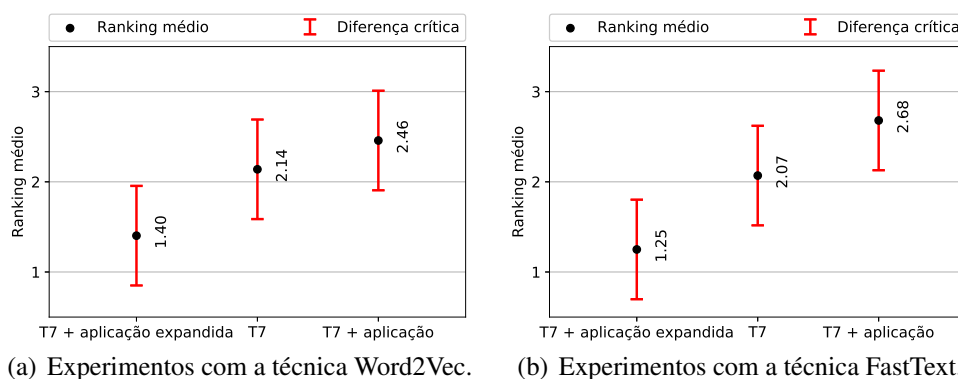 Ranking médio Diferença crítica
3
2
1
Ranking médio
1.40
2.14
2.46
T7 + aplicação expandida T7 T7 + aplicação
(a) Experimentos com a técnica Word2Vec.
Ranking médio Diferença crítica
3
2
1
Ranking médio
1.25
2.07
2.68
T7 + aplicação expandida T7 T7 + aplicação
(b) Experimentos com a técnica FastText.